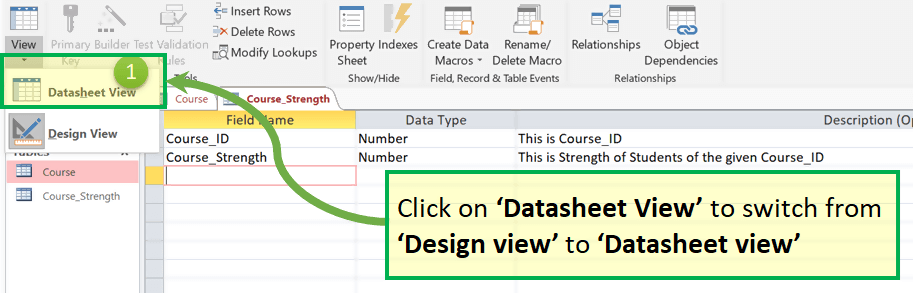 Insert Rows
Delete Rows
Modify Lookups
View
Primary Key
Builder
Test Validation Rules
Tools
Property Sheet
Indexes
Show/Hide
Create Data Macros
Rename/ Delete Macro
Field, Record & Table Events
Relationships
Object Dependencies
Relationships
1
Datasheet View
Design View
Tables
Course
Course_Strength
Course
Course_Strength
Field Name
Data Type
Description (Op
Course_ID
Number
This is Course_ID
Course_Strength
Number
This is Strength of Students of the given Course_ID
Click on ‘Datasheet View’ to switch from
‘Design view’ to ‘Datasheet view’